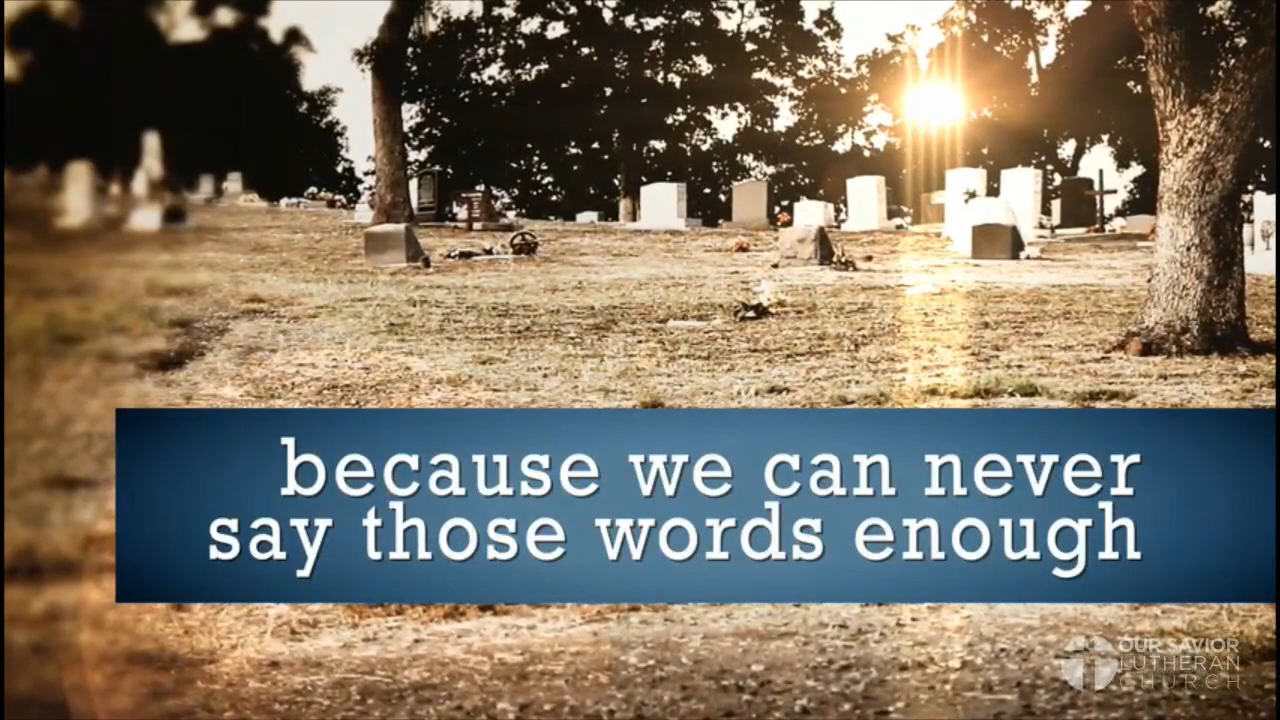 because we can never
say those words enough
OUR SAVIOR
LUTHERAN
CHURCH